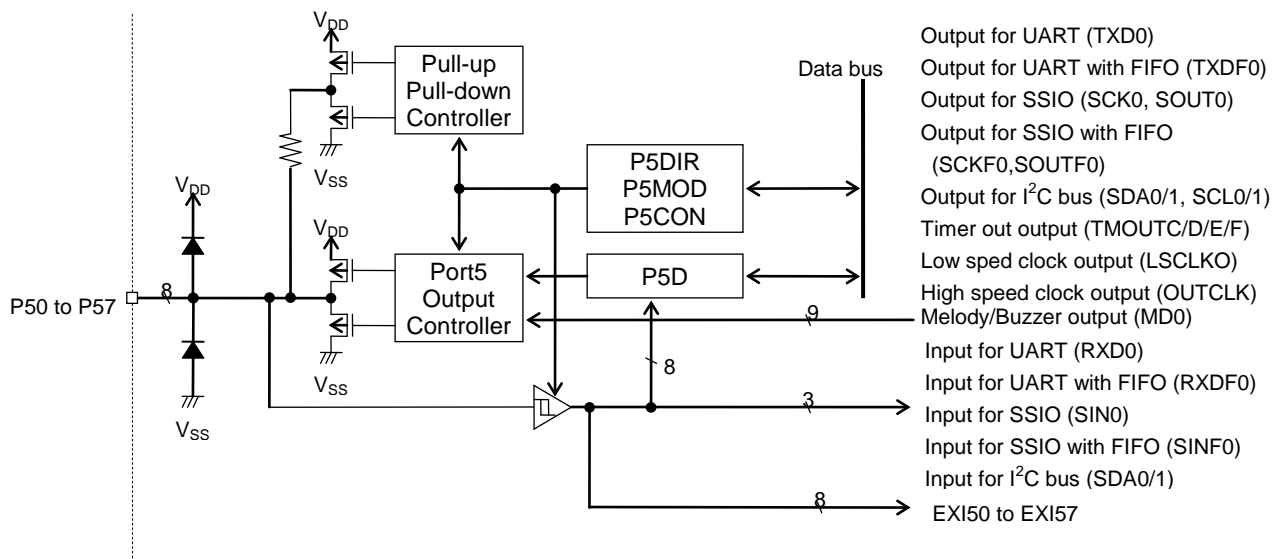 VDD
VDD
Pull-up
Pull-down
Controller
VSS
VDD
VDD
Port5
Output
Controller
VSS
VSS
P50 to P57
8
P5DIR
P5MOD
P5CON
P5D
Data bus
9
8
3
8
Output for UART (TXD0)
Output for UART with FIFO (TXDF0)
Output for SSIO (SCK0, SOUT0)
Output for SSIO with FIFO
(SCKF0,SOUTF0)
Output for I2C bus (SDA0/1, SCL0/1)
Timer out output (TMOUTC/D/E/F)
Low sped clock output (LSCLKO)
High speed clock output (OUTCLK)
Melody/Buzzer output (MD0)
Input for UART (RXD0)
Input for UART with FIFO (RXDF0)
Input for SSIO (SIN0)
Input for SSIO with FIFO (SINF0)
Input for I2C bus (SDA0/1)
EXI50 to EXI57